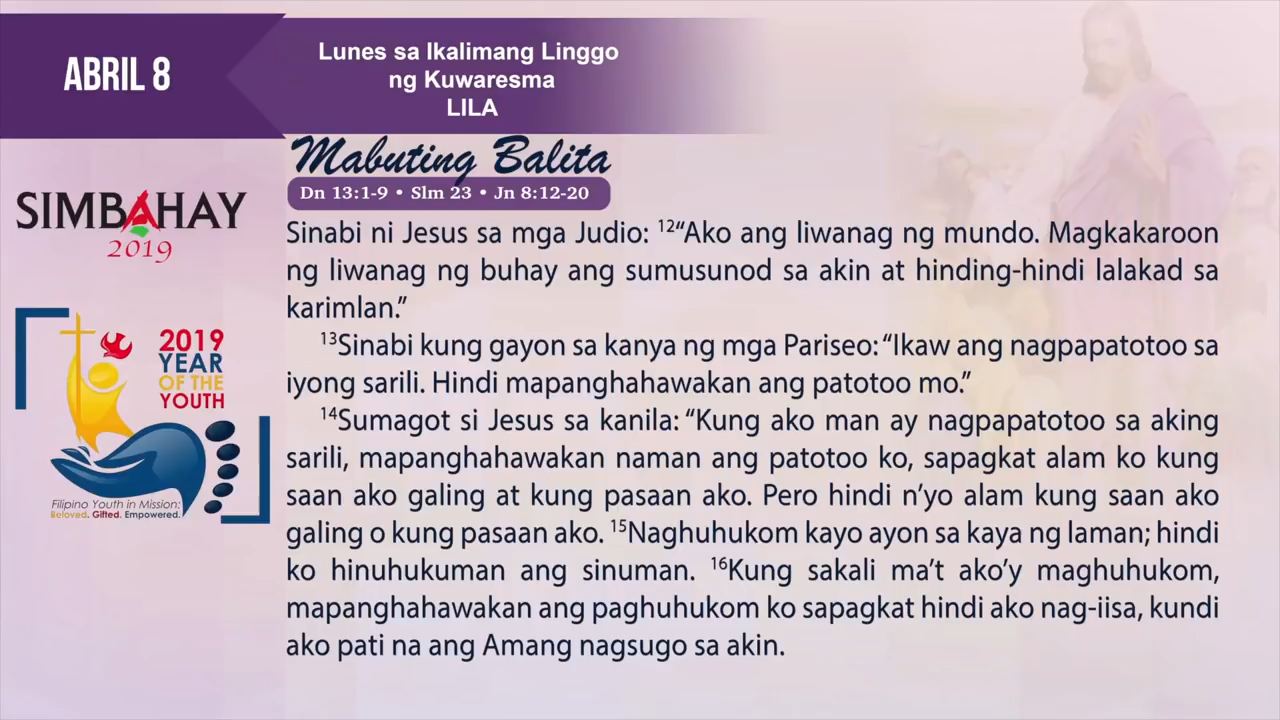 ABRIL 8
Lunes sa Ikalimang Linggo
ng Kuwaresma
LILA
Mabuting Balita
Dn 13:1-9 • Slm 23 • Jn 8:12-20
SIMBAHAY
2019
2019
YEAR
OF THE
YOUTH
Filipino Youth in Mission:
Beloved. Gifted. Empowered.
Sinabi ni Jesus sa mga Judio: ¹²“Ako ang liwanag ng mundo. Magkakaroon
ng liwanag ng buhay ang sumusunod sa akin at hinding-hindi lalakad sa
karimlan.”
¹³Sinabi kung gayon sa kanya ng mga Pariseo: “Ikaw ang nagpapatotoo sa
iyong sarili. Hindi mapanghahawakan ang patotoo mo.”
¹⁴Sumagot si Jesus sa kanila: “Kung ako man ay nagpapatotoo sa aking
sarili, mapanghahawakan naman ang patotoo ko, sapagkat alam ko kung
saan ako galing at kung pasaan ako. Pero hindi n’yo alam kung saan ako
galing o kung pasaan ako. ¹⁵Naghuhukom kayo ayon sa kaya ng laman; hindi
ko hinuhukuman ang sinuman. ¹⁶Kung sakali ma’t ako’y maghuhukom,
mapanghahawakan ang paghuhukom ko sapagkat hindi ako nag-iisa, kundi
ako pati na ang Amang nagsugo sa akin.